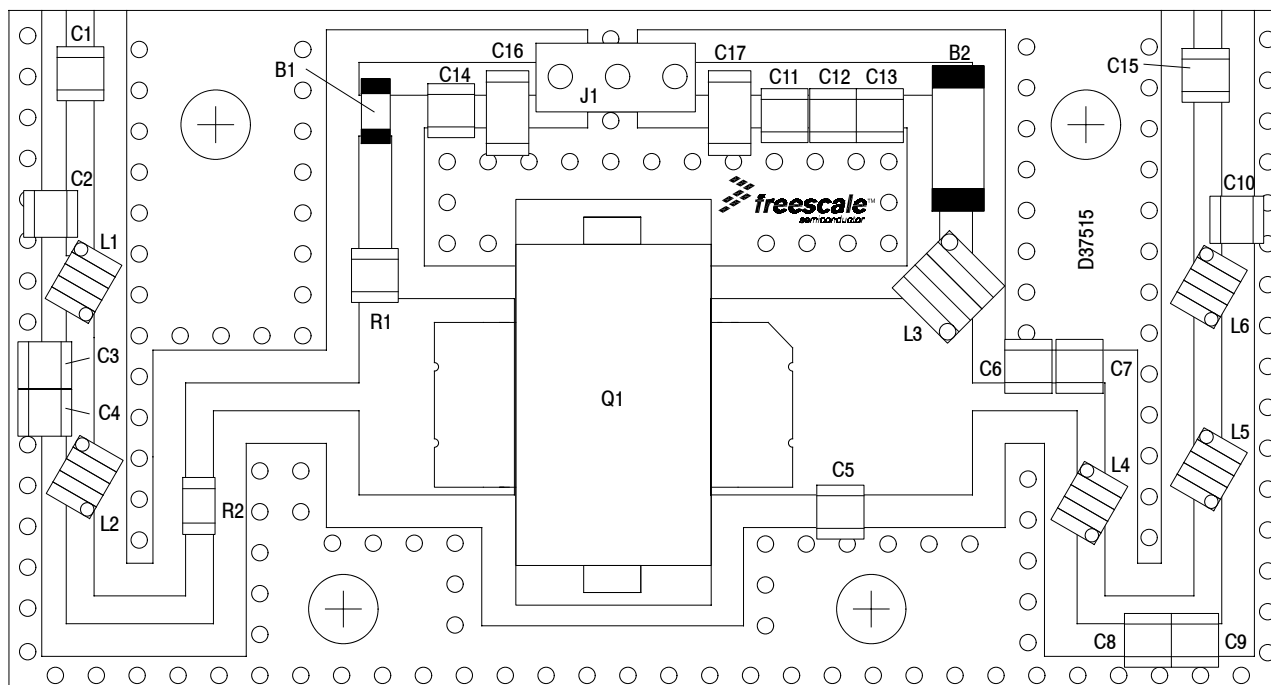 C1
C16
C17
B2
B1
C14
C11
C12
C13
C15
J1
C2
C10
freescale™
semiconductor
L1
D37515
R1
L3
L6
C3
C6
C7
C4
Q1
L5
L4
C5
L2
R2
C8
C9